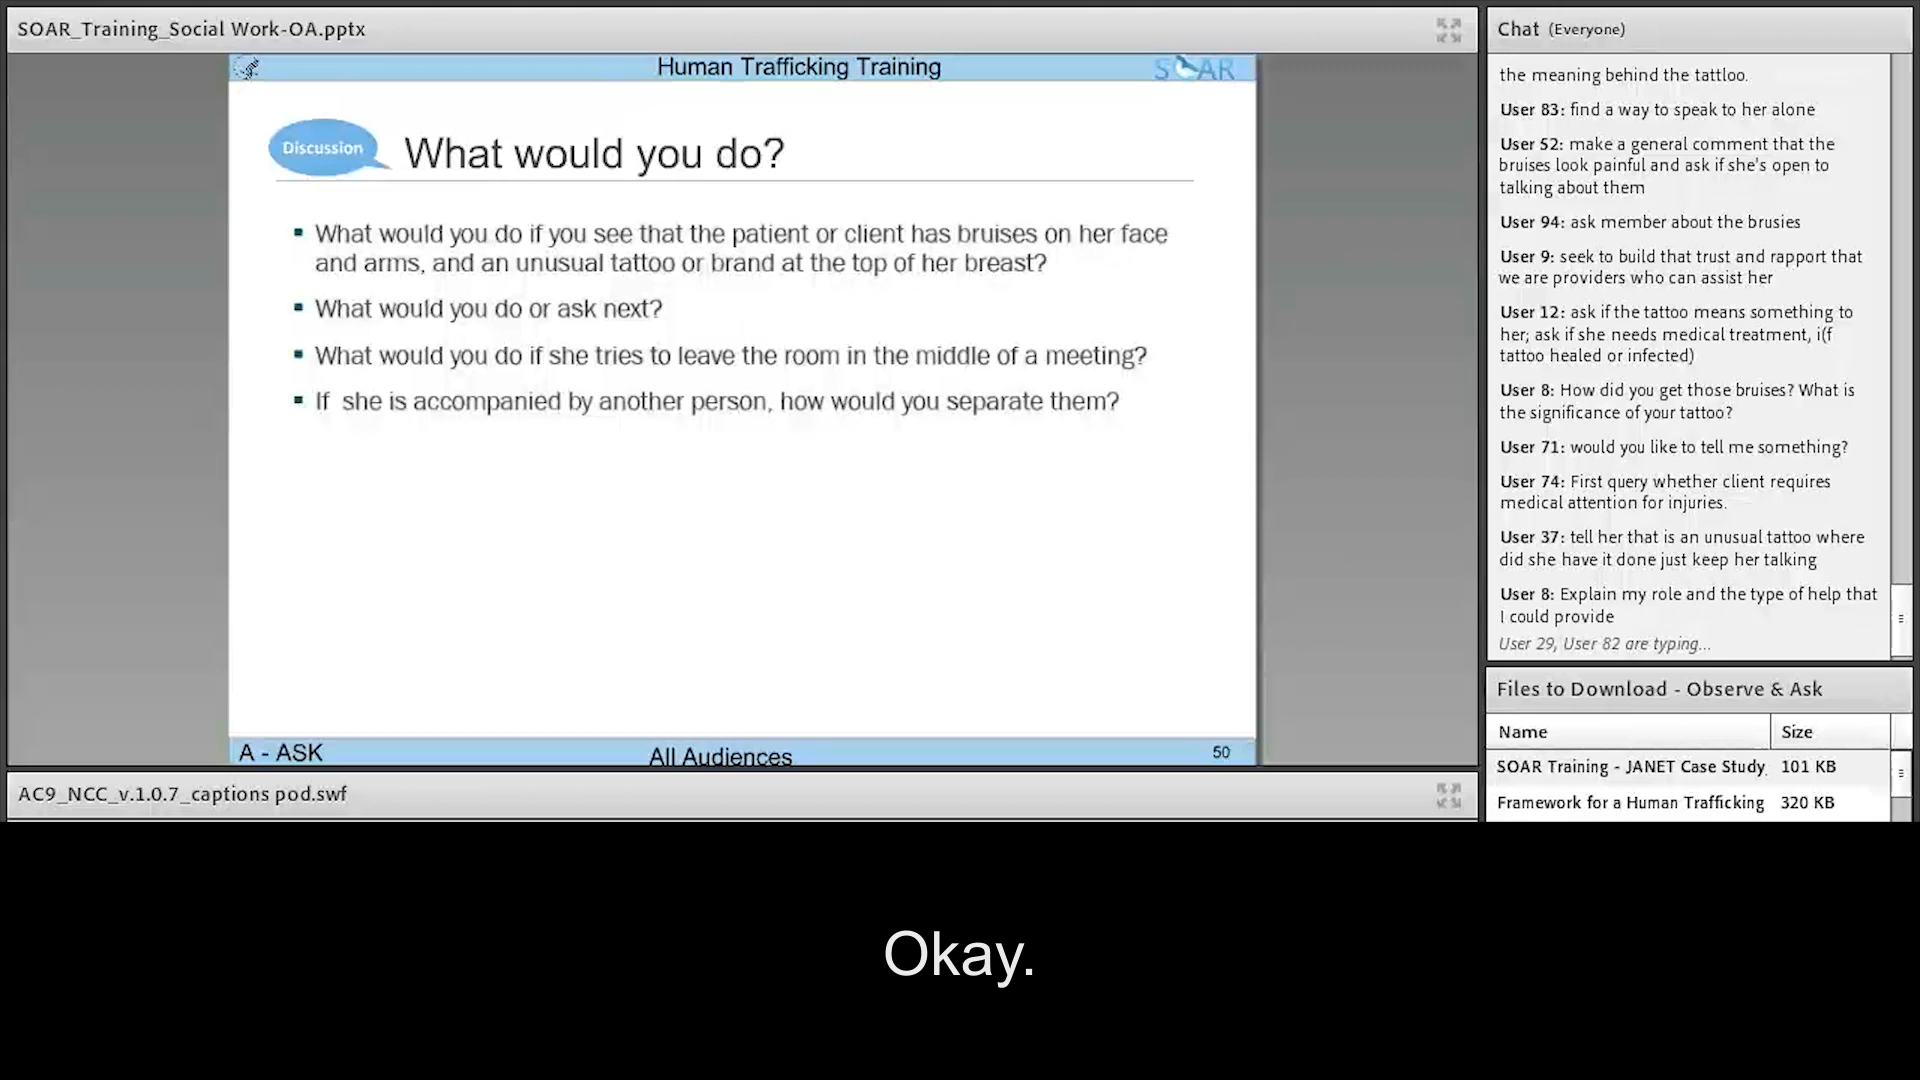 SOAR_Training_Social Work-OA.pptx
Human Trafficking Training
SOAR
Discussion
What would you do?
What would you do if you see that the patient or client has bruises on her face
and arms, and an unusual tattoo or brand at the top of her breast?
What would you do or ask next?
What would you do if she tries to leave the room in the middle of a meeting?
If she is accompanied by another person, how would you separate them?
A - ASK
All Audiences
50
AC9_NCC_v.1.0.7_captions pod.swf
Okay.
Chat (Everyone)
the meaning behind the tattloo.
User 83: find a way to speak to her alone
User 52: make a general comment that the
bruises look painful and ask if she's open to
talking about them
User 94: ask member about the brusies
User 9: seek to build that trust and rapport that
we are providers who can assist her
User 12: ask if the tattoo means something to
her; ask if she needs medical treatment, i(f
tattoo healed or infected)
User 8: How did you get those bruises? What is
the significance of your tattoo?
User 71: would you like to tell me something?
User 74: First query whether client requires
medical attention for injuries.
User 37: tell her that is an unusual tattoo where
did she have it done just keep her talking
User 8: Explain my role and the type of help that
I could provide
User 29, User 82 are typing...
Files to Download - Observe & Ask
Name Size
SOAR Training - JANET Case Study 101 KB
Framework for a Human Trafficking 320 KB